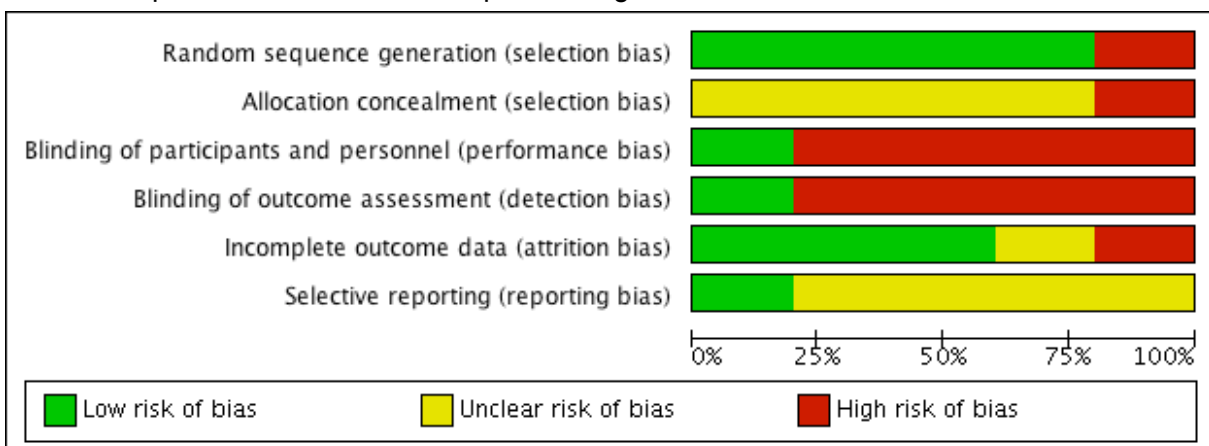 Random sequence generation (selection bias)
Allocation concealment (selection bias)
Blinding of participants and personnel (performance bias)
Blinding of outcome assessment (detection bias)
Incomplete outcome data (attrition bias)
Selective reporting (reporting bias)
0% 25% 50% 75% 100%
Low risk of bias Unclear risk of bias High risk of bias